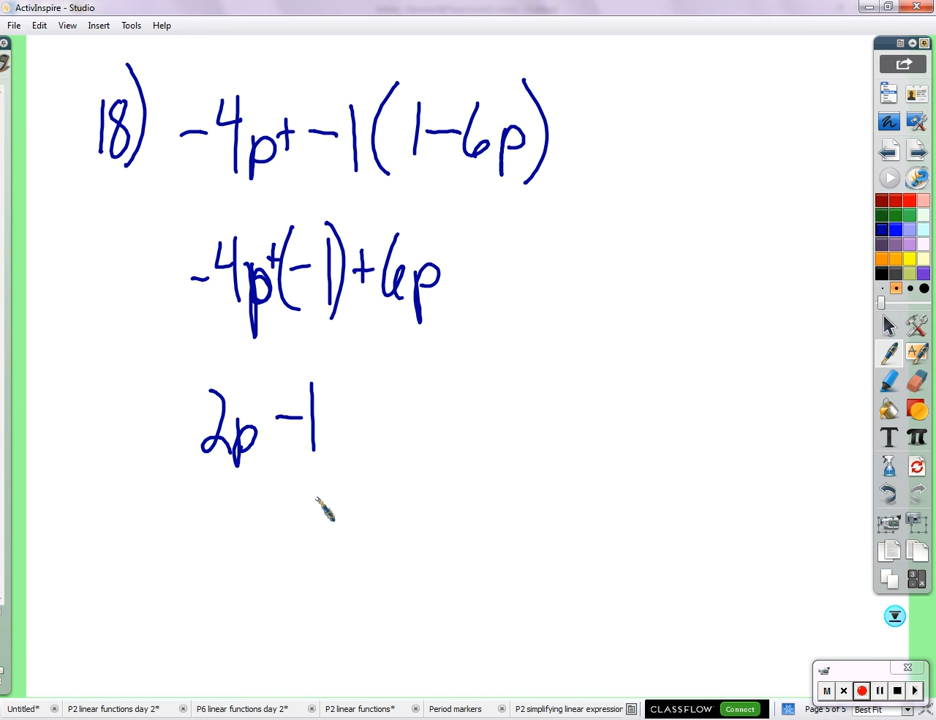 ActivInspire - Studio
File Edit View Insert Tools Help
18) -4p + -1(1-6p)
-4p + (-1) + 6p
2p - 1
M
Untitled* P2 linear functions day 2* P6 linear functions day 2* P2 linear functions* Period markers P2 simplifying linear expression CLASSFLOW Connect Page 5 of 5 Best Fit